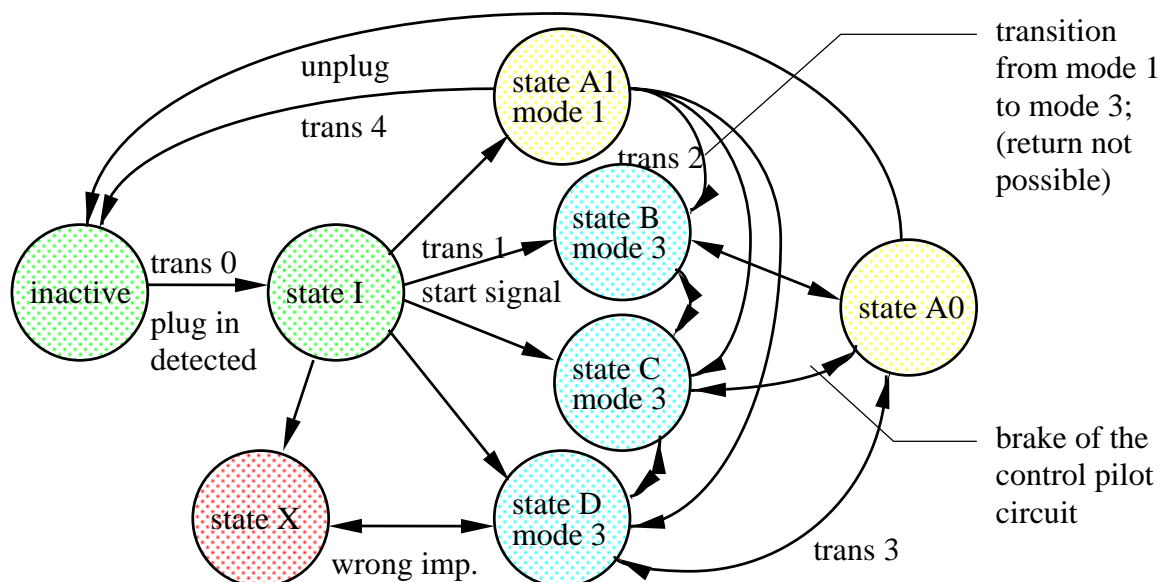 unplug
trans 4
state A1
mode 1
transition
from mode 1
to mode 3;
(return not
possible)
trans 2
state B
mode 3
trans 0
inactive
plug in
detected
state I
trans 1
start signal
state A0
state C
mode 3
brake of the
control pilot
circuit
state X
wrong imp.
state D
mode 3
trans 3